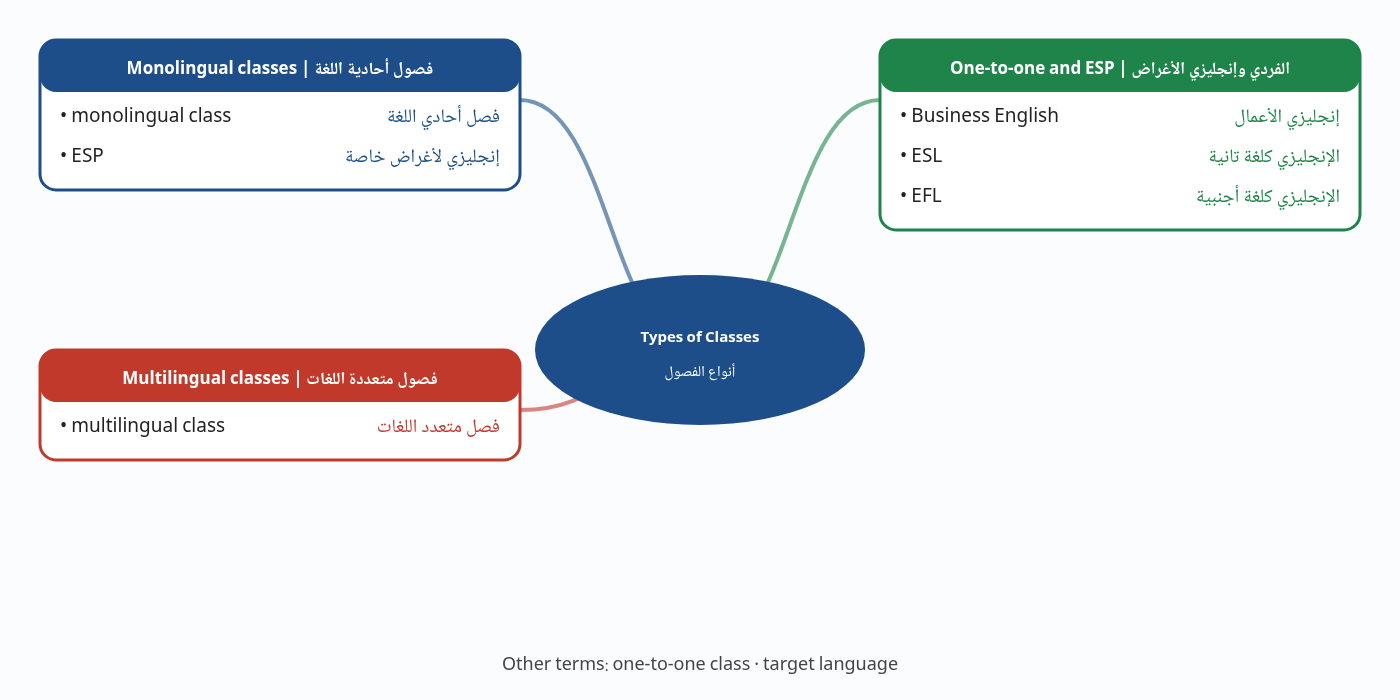 Monolingual classes | فصول أحادية اللغة
• monolingual class فصل أحادي اللغة
• ESP إنجليزي لأغراض خاصة
One-to-one and ESP | الفردي وإنجليزي الأغراض
• Business English إنجليزي الأعمال
• ESL الإنجليزي كلغة تانية
• EFL الإنجليزي كلغة أجنبية
Types of Classes
أنواع الفصول
Multilingual classes | فصول متعددة اللغات
• multilingual class فصل متعدد اللغات
Other terms: one-to-one class · target language